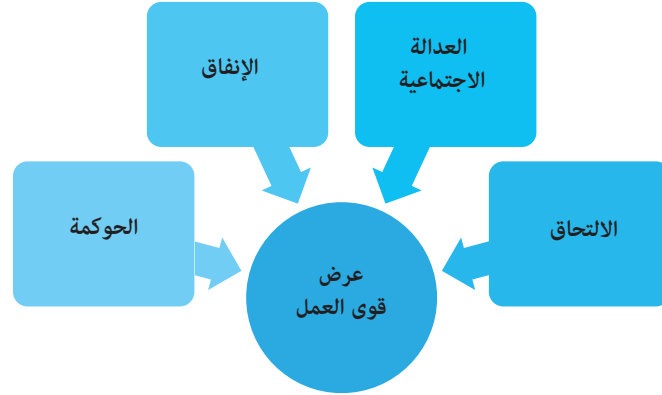 العدالة
الاجتماعية
الإنفاق
الالتحاق
الحوكمة
عرض
قوى العمل